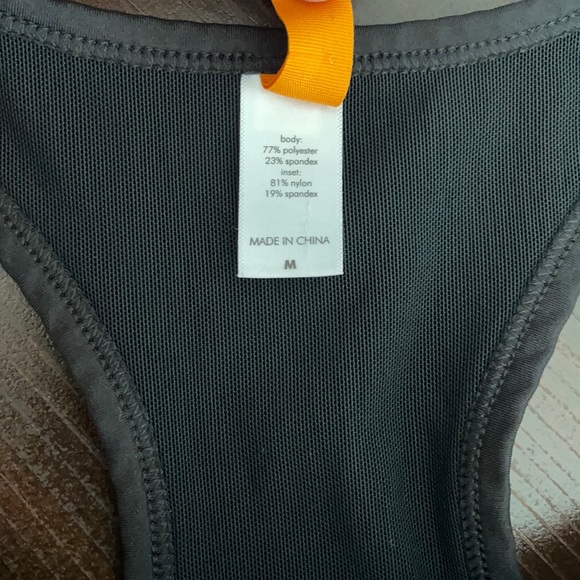 body:
77% polyester
23% spandex
inset:
81% nylon
19% spandex
MADE IN CHINA
M